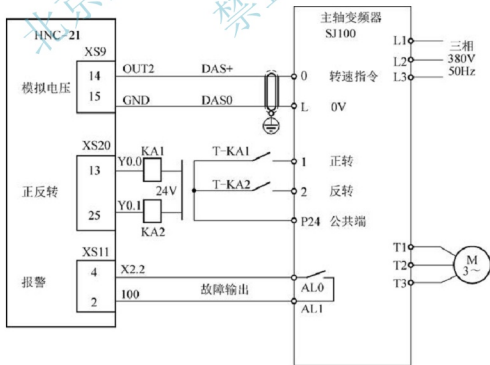 北京
禁
HNC-21
XS9
模拟电压
14
OUT2
DAS+
15
GND
DAS0
XS20
正反转
13
Y0.0
KA1
24V
25
Y0.1
KA2
T-KA1
T-KA2
XS11
报警
4
X2.2
2
100
故障输出
主轴变频器
SJ100
0
转速指令
L
0V
1
正转
2
反转
P24
公共端
AL0
AL1
L1
L2
L3
三相
380V
50Hz
T1
T2
T3
M
3～